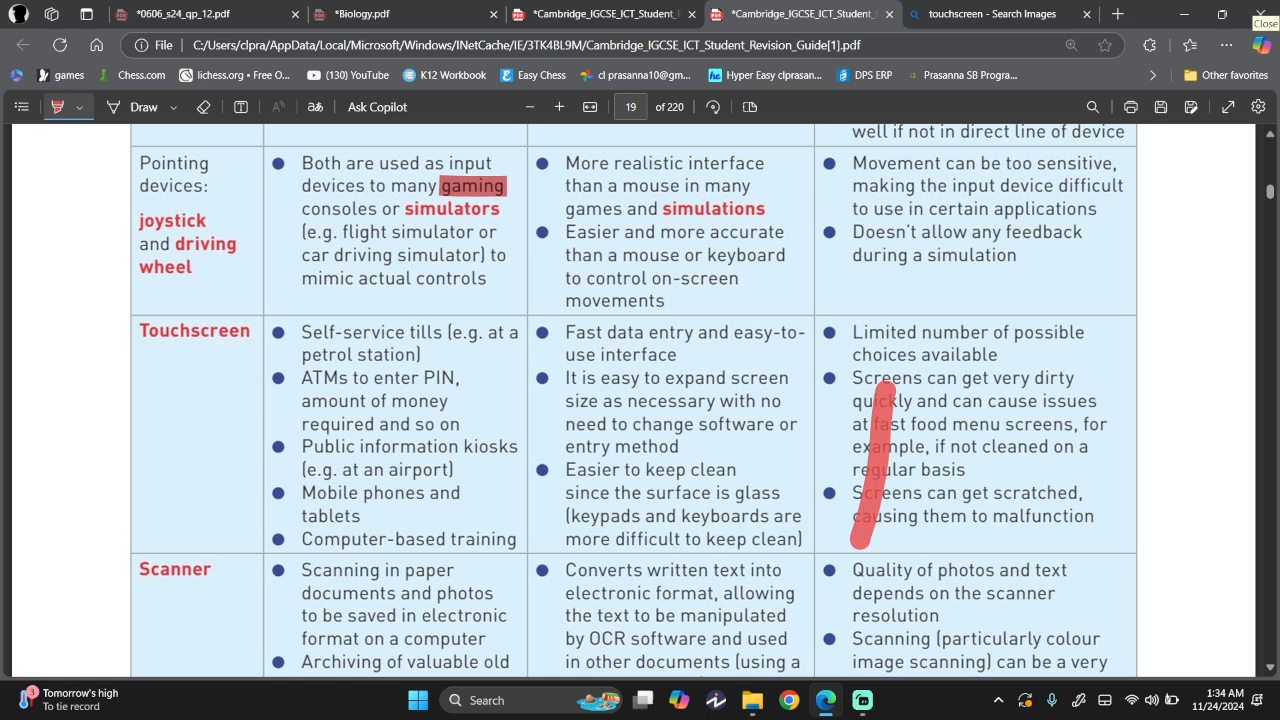 *0606_s24_qp_12.pdf
*Biology.pdf
*Cambridge_IGCSE_ICT_Student_R
*Cambridge_IGCSE_ICT_Student_
touch screen - Search Images
Close
File
C:/Users/clpra/AppData/Local/Microsoft/Windows/INetCache/IE/3TK4BL9M/Cambridge_IGCSE_ICT_Student_Revision_Guide[1].pdf
games
Chess.com
lichess.org • Free O...
(130) YouTube
K12 Workbook
Easy Chess
cl prasanna10@gm...
Hyper Easy clprasan...
DPS ERP
Prasanna SB Progra...
Other favorites
Draw
Ask Copilot
19 of 220
well if not in direct line of device
Pointing
devices:
joystick
and driving
wheel
Both are used as input
devices to many gaming
consoles or simulators
(e.g. flight simulator or
car driving simulator) to
mimic actual controls
More realistic interface
than a mouse in many
games and simulations
Easier and more accurate
than a mouse or keyboard
to control on-screen
movements
Movement can be too sensitive,
making the input device difficult
to use in certain applications
Doesn't allow any feedback
during a simulation
Touchscreen
Self-service tills (e.g. at a
petrol station)
ATMs to enter PIN,
amount of money
required and so on
Public information kiosks
(e.g. at an airport)
Mobile phones and
tablets
Computer-based training
Fast data entry and easy-to-
use interface
It is easy to expand screen
size as necessary with no
need to change software or
entry method
Easier to keep clean
since the surface is glass
(keypads and keyboards are
more difficult to keep clean)
Limited number of possible
choices available
Screens can get very dirty
quickly and can cause issues
at fast food menu screens, for
example, if not cleaned on a
regular basis
Screens can get scratched,
causing them to malfunction
Scanner
Scanning in paper
documents and photos
to be saved in electronic
format on a computer
Archiving of valuable old
Converts written text into
electronic format, allowing
the text to be manipulated
by OCR software and used
in other documents (using a
Quality of photos and text
depends on the scanner
resolution
Scanning (particularly colour
image scanning) can be a very
3
Tomorrow's high
To tie record
Search
1:34 AM
11/24/2024